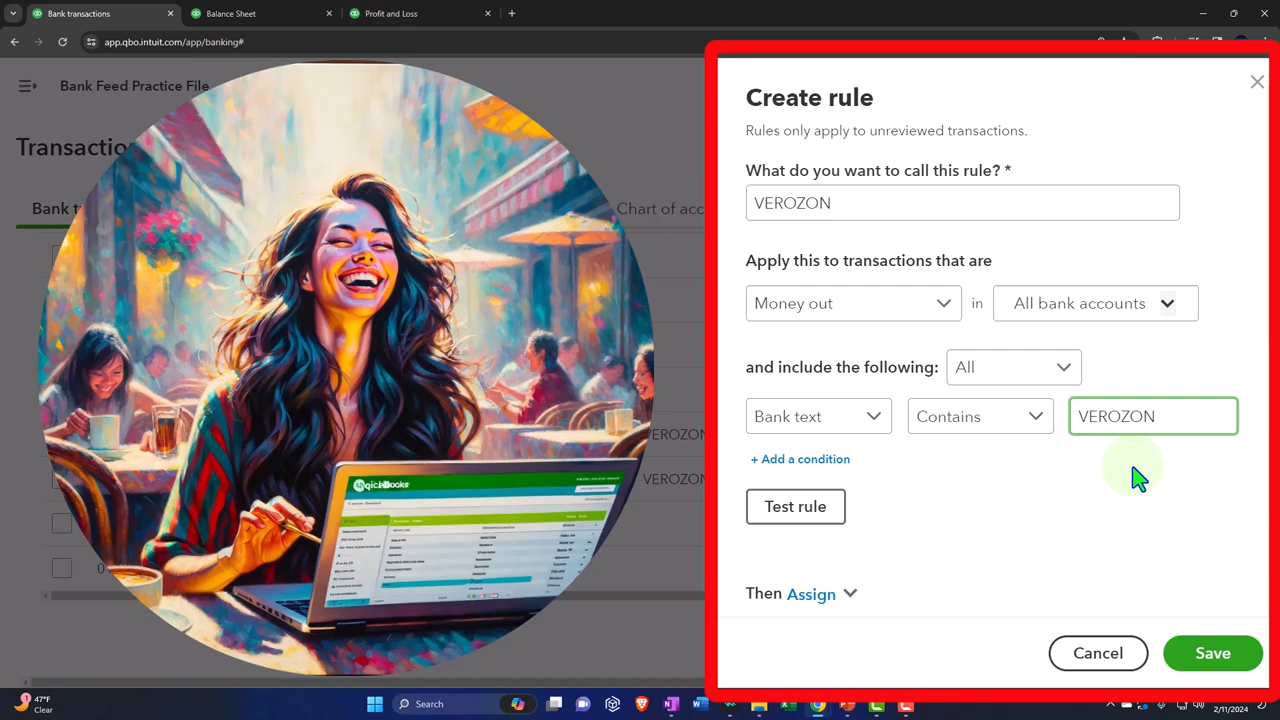 Bank transactions
Balance Sheet
Profit and Loss
app.qbo.intuit.com/app/banking#
Bank Feed Practice File
Transactio
Bank t
Chart of acc
VEROZON
VEROZON
0
Create rule
Rules only apply to unreviewed transactions.
What do you want to call this rule? *
VEROZON
Apply this to transactions that are
Money out
in
All bank accounts
and include the following:
All
Bank text
Contains
VEROZON
+ Add a condition
Test rule
Then Assign
Cancel
Save
47°F
Clear
Search
2/11/2024